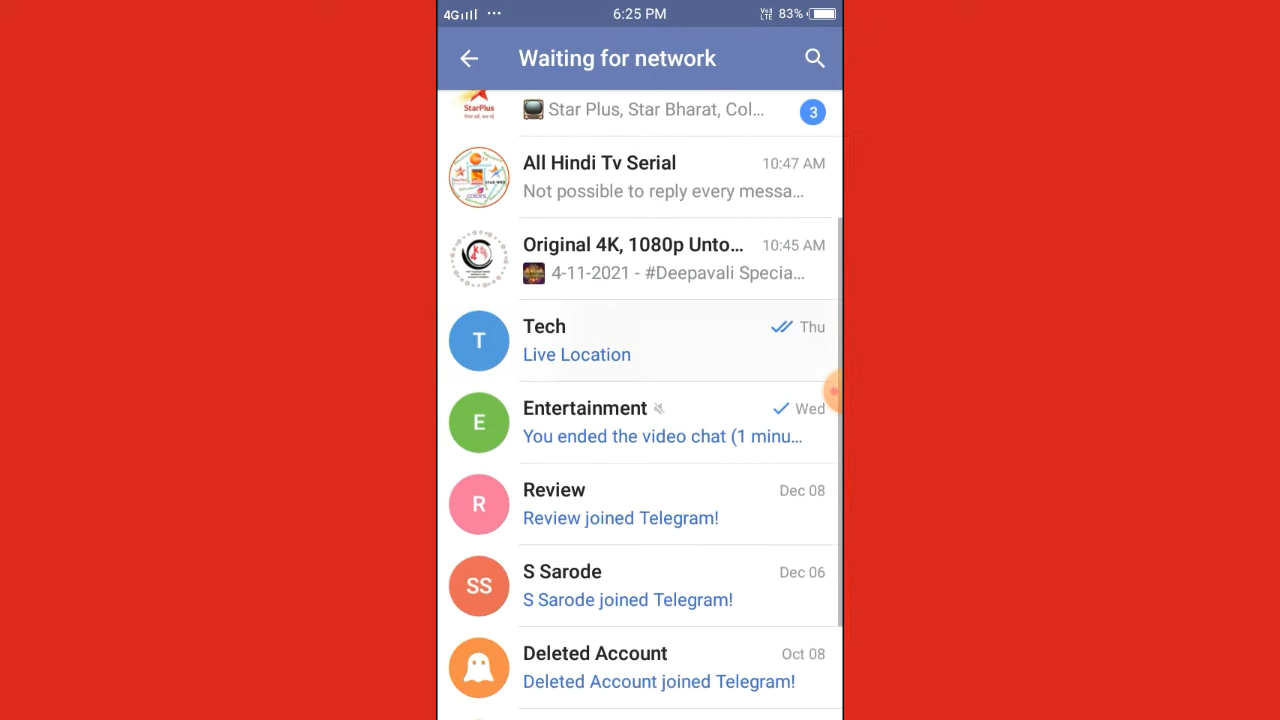 4G 6:25 PM VoLTE 83%
Waiting for network
StarPlus
Star Plus, Star Bharat, Col... 3
All Hindi Tv Serial 10:47 AM
Not possible to reply every messa...
Original 4K, 1080p Unto... 10:45 AM
4-11-2021 - #Deepavali Specia...
T Tech Thu
Live Location
E Entertainment Wed
You ended the video chat (1 minu...
R Review Dec 08
Review joined Telegram!
SS S Sarode Dec 06
S Sarode joined Telegram!
Deleted Account Oct 08
Deleted Account joined Telegram!